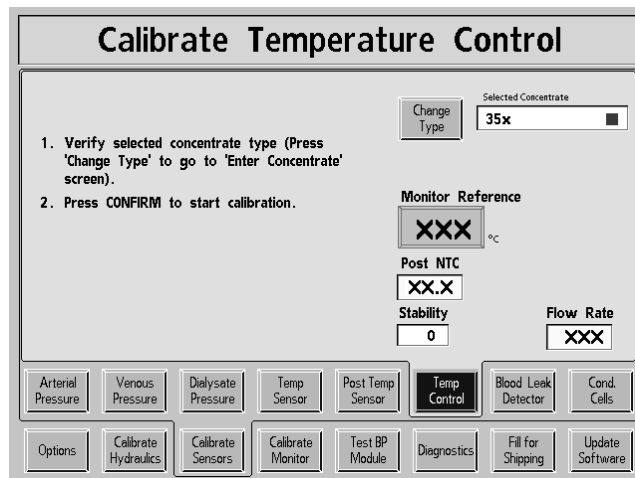 Calibrate Temperature Control
Selected Concentrate
Change
Type
35x
1. Verify selected concentrate type (Press
'Change Type' to go to 'Enter Concentrate'
screen).
2. Press CONFIRM to start calibration.
Monitor Reference
XXX °C
Post NTC
XX.X
Stability
0
Flow Rate
XXX
Arterial
Pressure
Venous
Pressure
Dialysate
Pressure
Temp
Sensor
Post Temp
Sensor
Temp
Control
Blood Leak
Detector
Cond.
Cells
Options
Calibrate
Hydraulics
Calibrate
Sensors
Calibrate
Monitor
Test BP
Module
Diagnostics
Fill for
Shipping
Update
Software